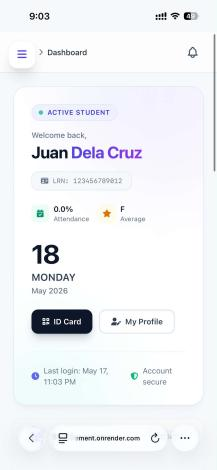 9:03
Dashboard
ACTIVE STUDENT
Welcome back,
Juan Dela Cruz
LRN: 123456789012
0.0%
Attendance
F
Average
18
MONDAY
May 2026
ID Card
My Profile
Last login: May 17,
11:03 PM
Account
secure
ement.onrender.com